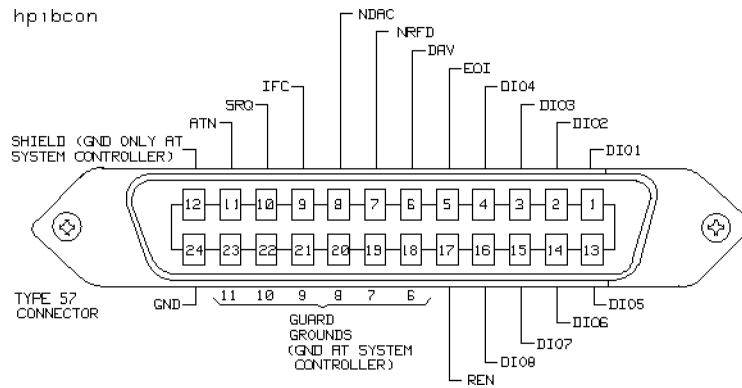 hpibcon
NDAC
NRFD
DAV
EOI
IFC
DIO4
SRQ
DIO3
ATN
DIO2
SHIELD (GND ONLY AT
SYSTEM CONTROLLER)
DIO1
12 11 10 9 8 7 6 5 4 3 2 1
24 23 22 21 20 19 18 17 16 15 14 13
TYPE 57
CONNECTOR
GND
11 10 9 8 7 6
DIO5
GUARD
GROUNDS
(GND AT SYSTEM
CONTROLLER)
DIO6
DIO7
DIO8
REN